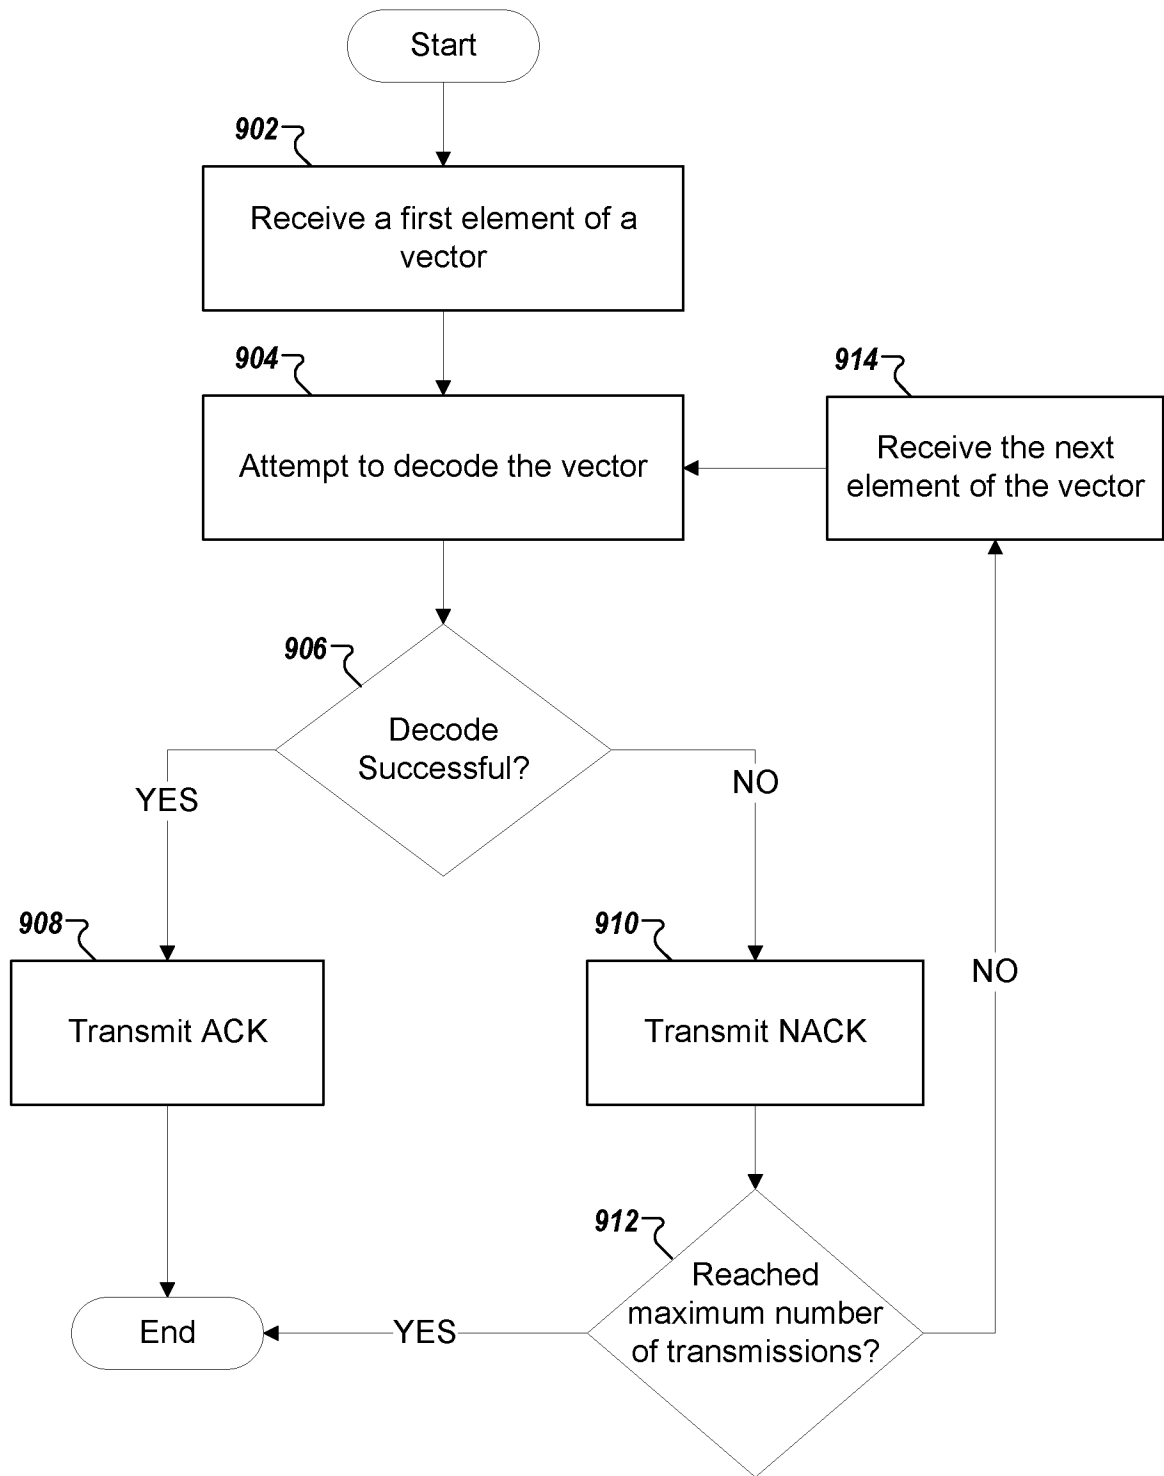 Start
902
Receive a first element of a
vector
904
Attempt to decode the vector
914
Receive the next
element of the vector
906
Decode
Successful?
YES
NO
908
Transmit ACK
910
Transmit NACK
NO
912
Reached
maximum number
of transmissions?
YES
End